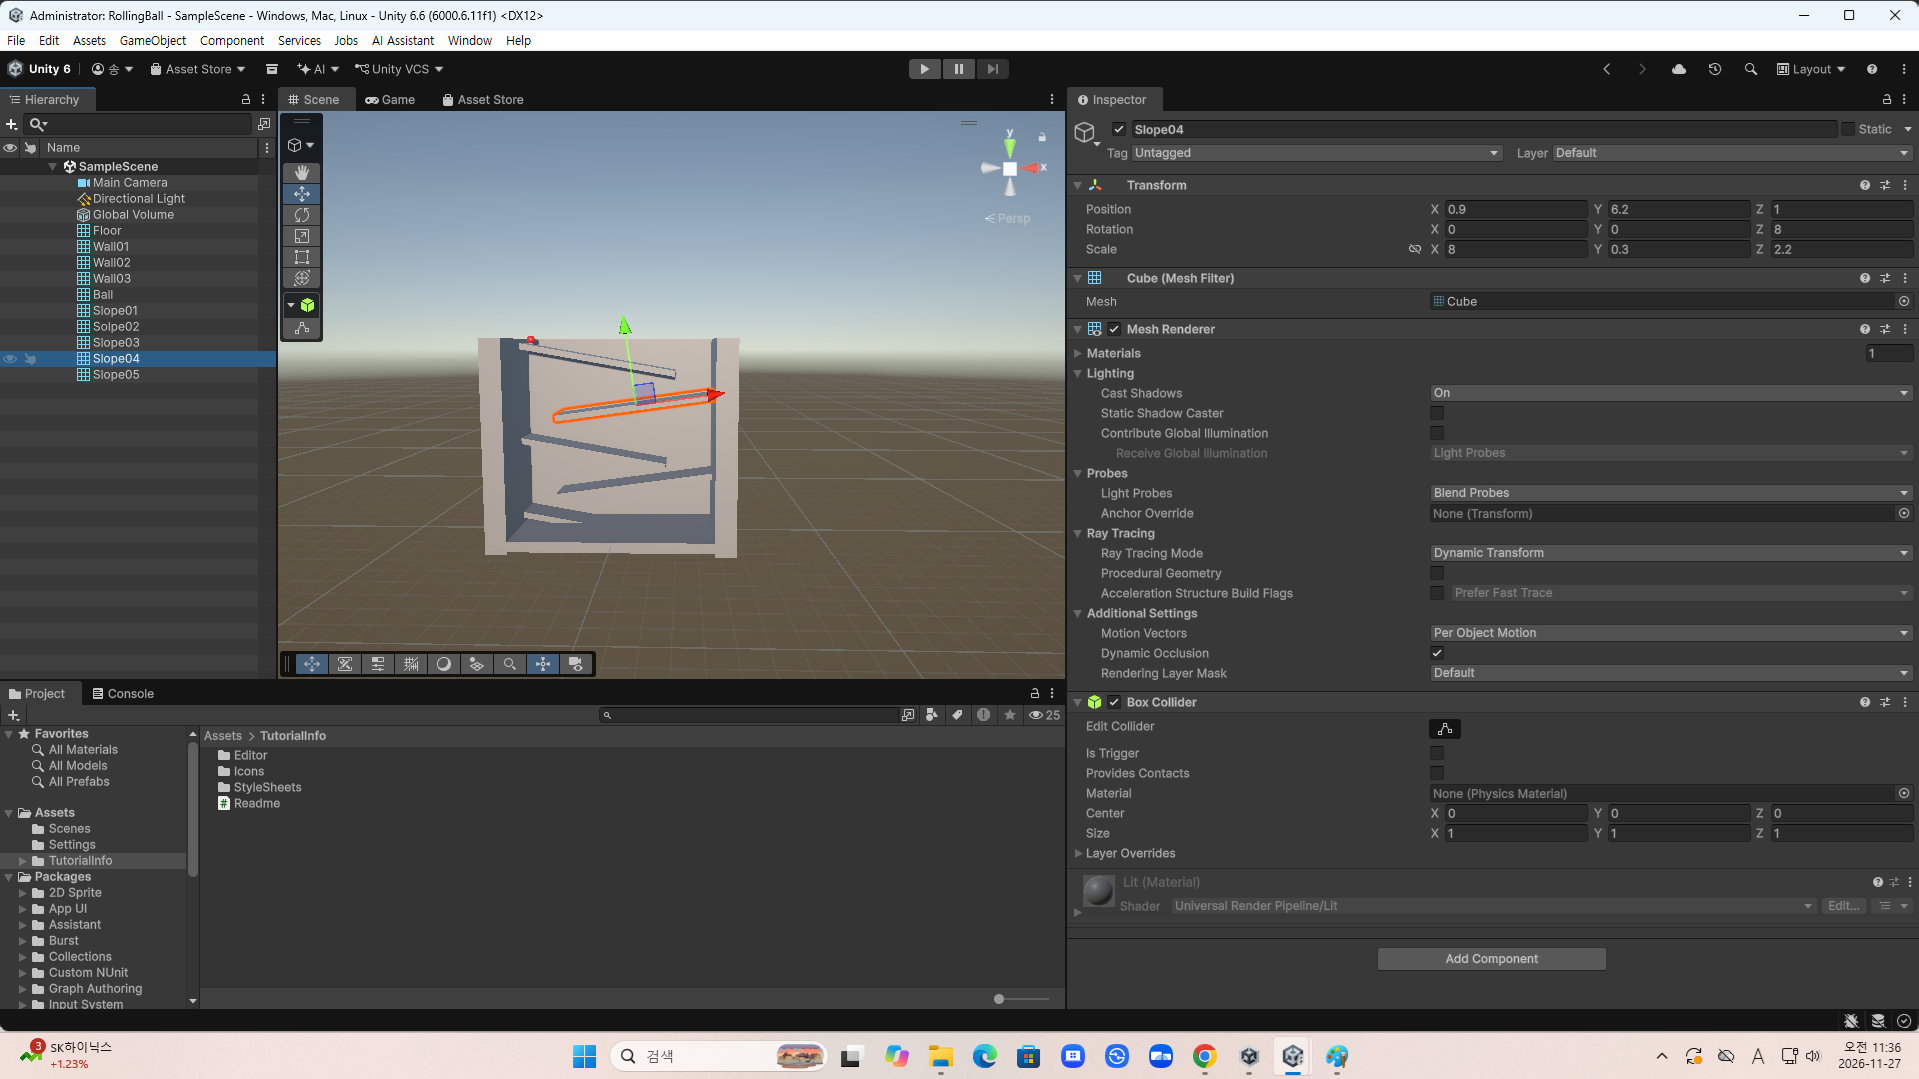 Administrator: RollingBall - SampleScene - Windows, Mac, Linux - Unity 6.6 (6000.6.11f1) <DX12>
File Edit Assets GameObject Component Services Jobs AI Assistant Window Help
Unity 6 송 Asset Store AI Unity VCS Layout
Hierarchy
Name
SampleScene
Main Camera
Directional Light
Global Volume
Floor
Wall01
Wall02
Wall03
Ball
Slope01
Solpe02
Slope03
Slope04
Slope05
Scene Game Asset Store
y
x
Persp
Inspector
Slope04 Static
Tag Untagged Layer Default
Transform
Position X 0.9 Y 6.2 Z 1
Rotation X 0 Y 0 Z 8
Scale X 8 Y 0.3 Z 2.2
Cube (Mesh Filter)
Mesh Cube
Mesh Renderer
Materials 1
Lighting
Cast Shadows On
Static Shadow Caster
Contribute Global Illumination
Receive Global Illumination Light Probes
Probes
Light Probes Blend Probes
Anchor Override None (Transform)
Ray Tracing
Ray Tracing Mode Dynamic Transform
Procedural Geometry
Acceleration Structure Build Flags Prefer Fast Trace
Additional Settings
Motion Vectors Per Object Motion
Dynamic Occlusion
Rendering Layer Mask Default
Box Collider
Edit Collider
Is Trigger
Provides Contacts
Material None (Physics Material)
Center X 0 Y 0 Z 0
Size X 1 Y 1 Z 1
Layer Overrides
Lit (Material)
Shader Universal Render Pipeline/Lit Edit...
Add Component
Project Console
25
Favorites
All Materials
All Models
All Prefabs
Assets
Scenes
Settings
TutorialInfo
Packages
2D Sprite
App UI
Assistant
Burst
Collections
Custom NUnit
Graph Authoring
Input System
Assets > TutorialInfo
Editor
Icons
StyleSheets
Readme
3
SK하이닉스
+1.23%
검색
A
오전 11:36
2026-11-27